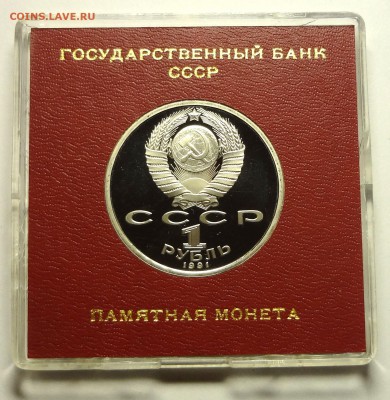 COINS.LAVE.RU
ГОСУДАРСТВЕННЫЙ БАНК
СССР
СССР
1
РУБЛЬ
1991
ПАМЯТНАЯ МОНЕТА